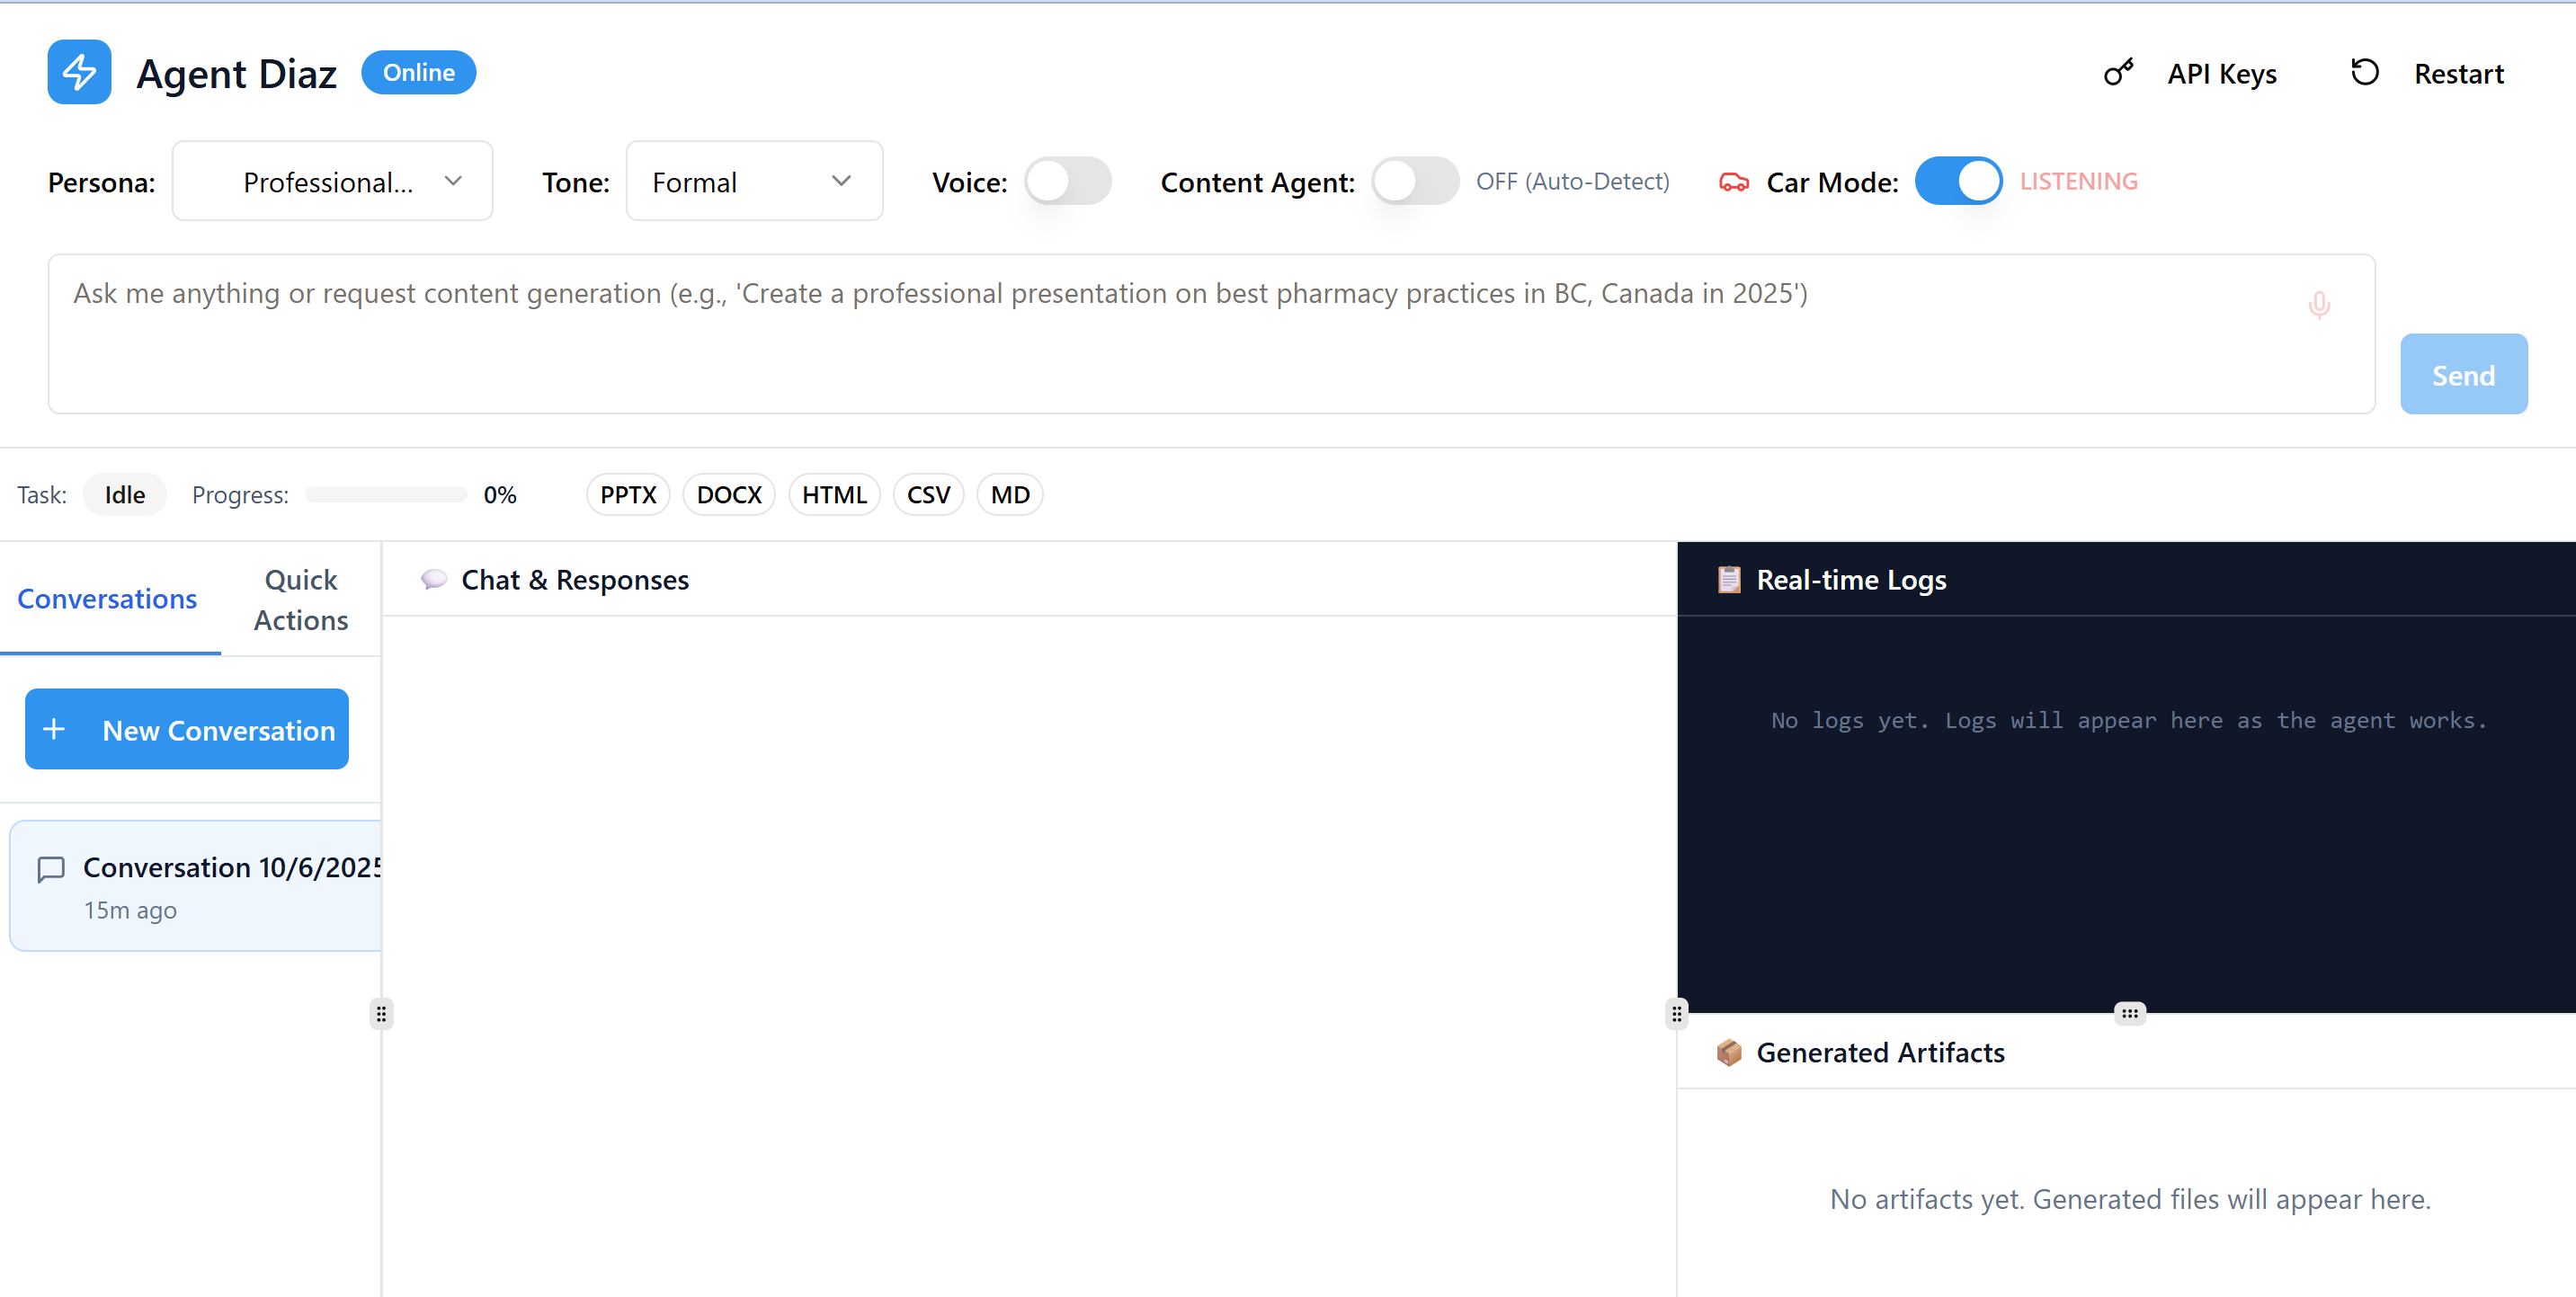 Agent Diaz
Online
API Keys
Restart
Persona:
Professional...
Tone:
Formal
Voice:
Content Agent:
OFF (Auto-Detect)
Car Mode:
LISTENING
Ask me anything or request content generation (e.g., 'Create a professional presentation on best pharmacy practices in BC, Canada in 2025')
Send
Task:
Idle
Progress:
0%
PPTX
DOCX
HTML
CSV
MD
Conversations
Quick
Actions
New Conversation
Conversation 10/6/2025
15m ago
Chat & Responses
Real-time Logs
No logs yet. Logs will appear here as the agent works.
Generated Artifacts
No artifacts yet. Generated files will appear here.